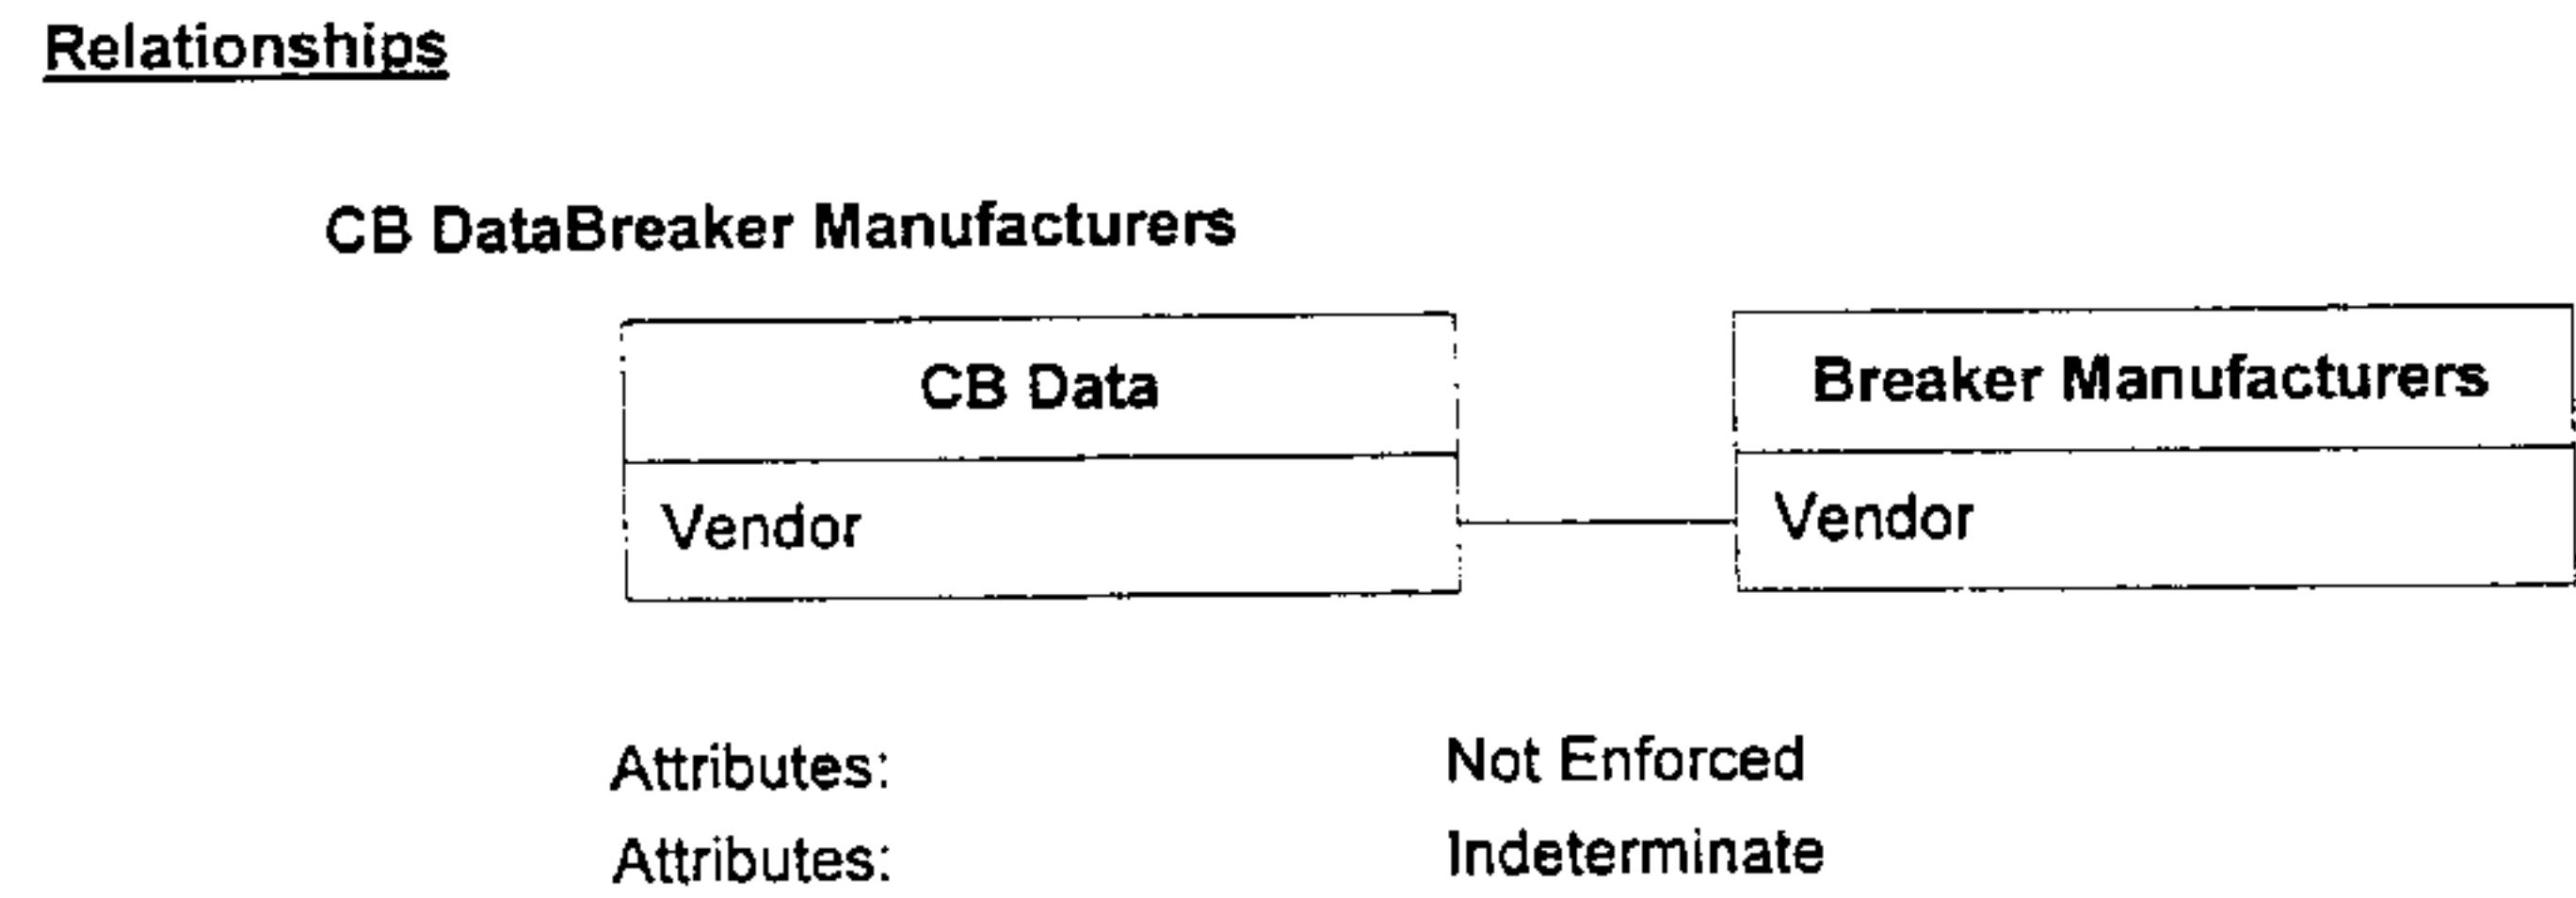 Relationships
CB DataBreaker Manufacturers
CB Data
Breaker Manufacturers
Vendor
Vendor
Attributes:
Not Enforced
Attributes:
Indeterminate